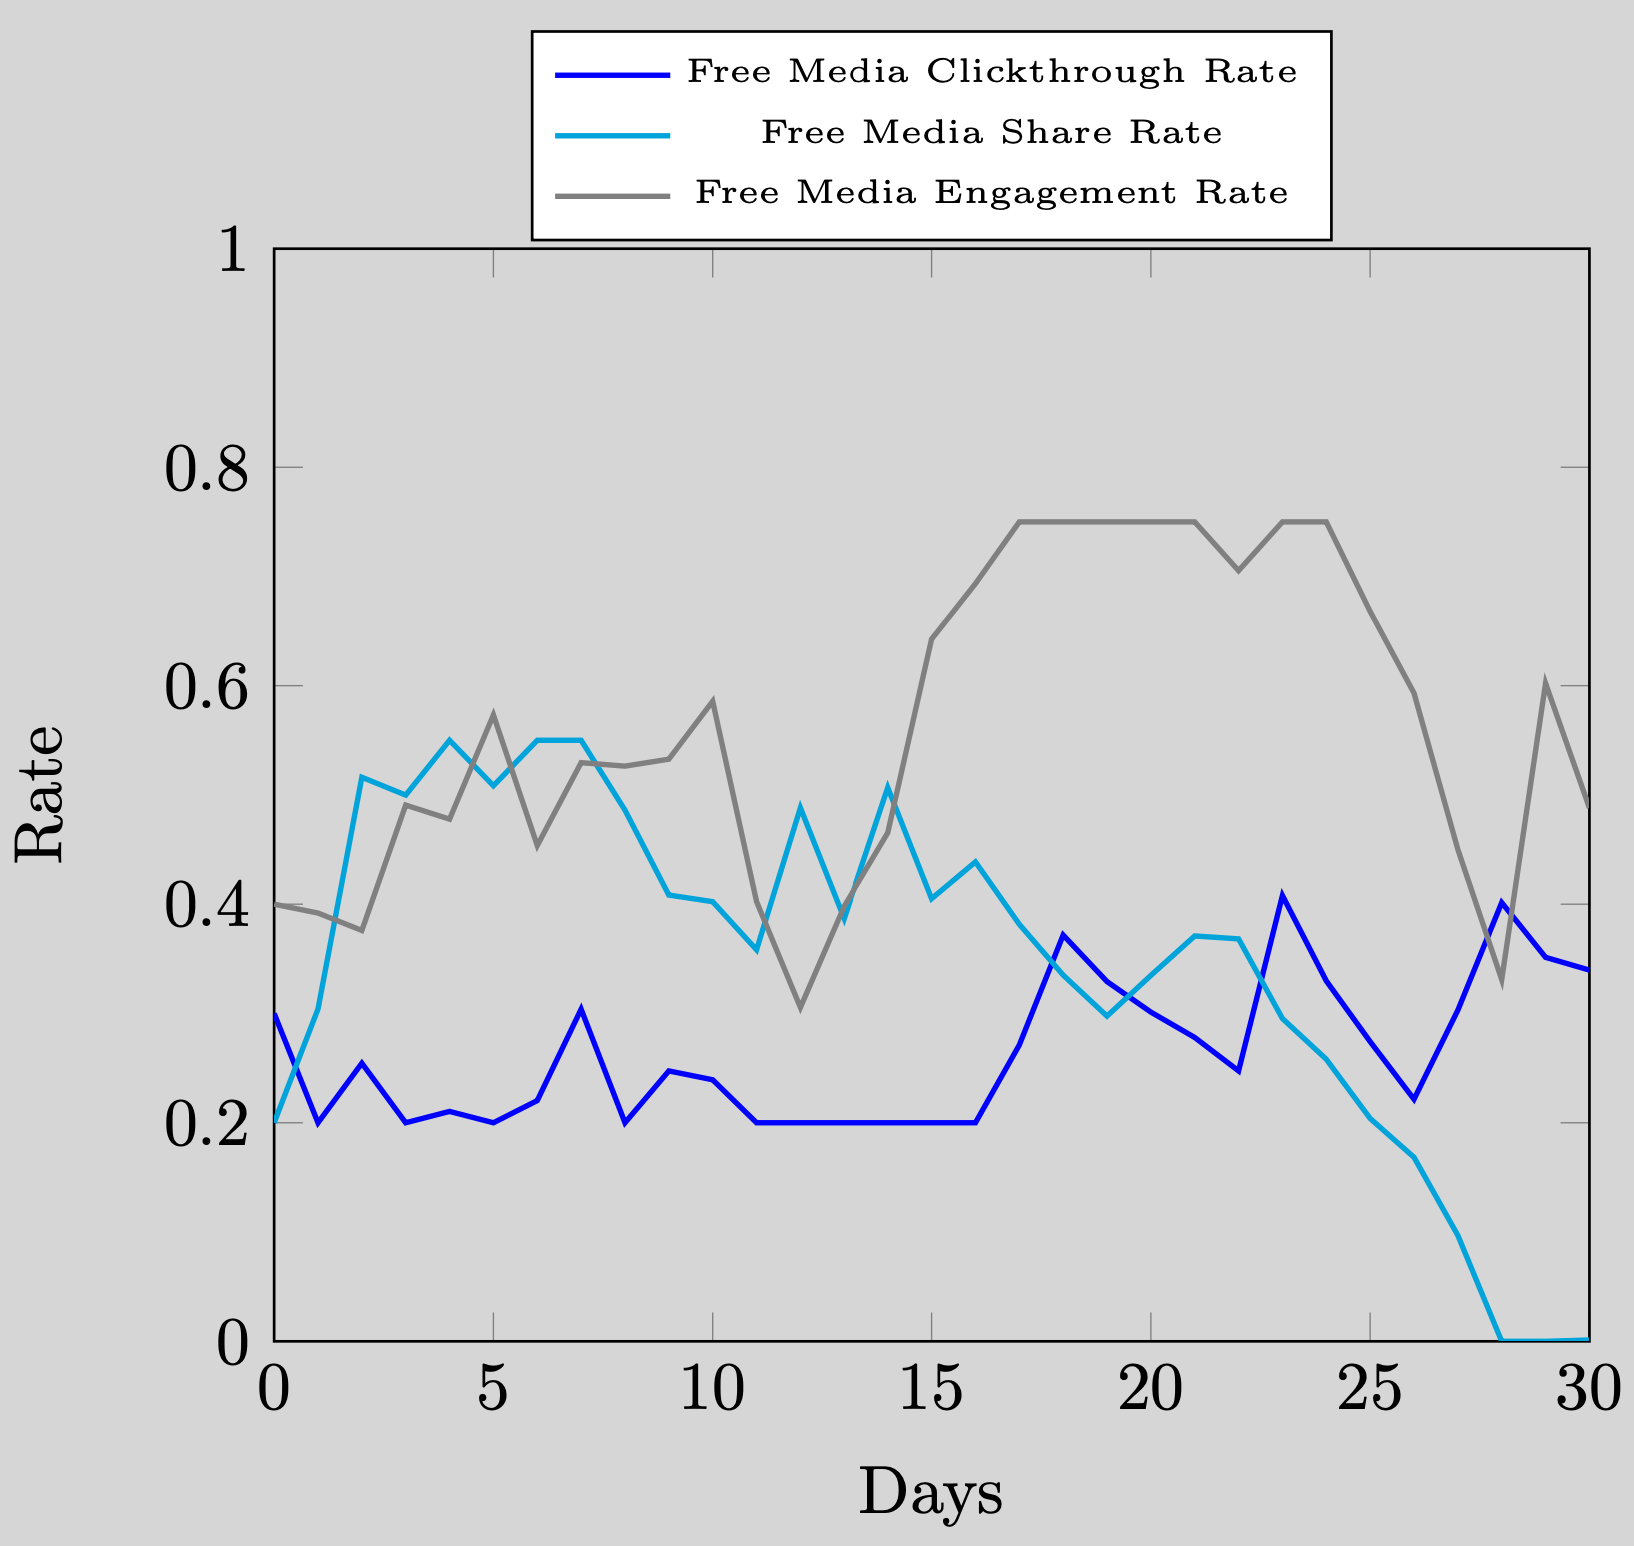 Free Media Clickthrough Rate
Free Media Share Rate
Free Media Engagement Rate
1
0.8
0.6
0.4
0.2
0
Rate
0 5 10 15 20 25 30
Days